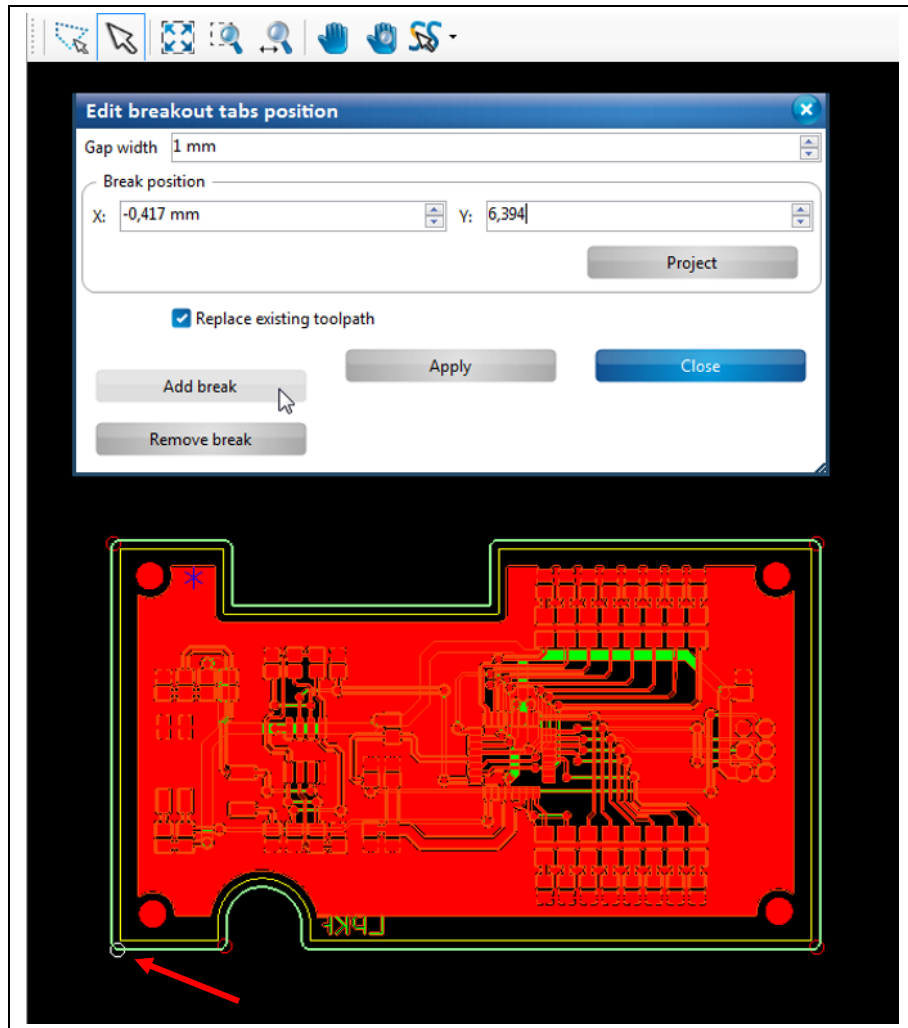 Edit breakout tabs position
Gap width 1 mm
Break position
X: -0,417 mm Y: 6,394
Project
Replace existing toolpath
Apply Close
Add break
Remove break